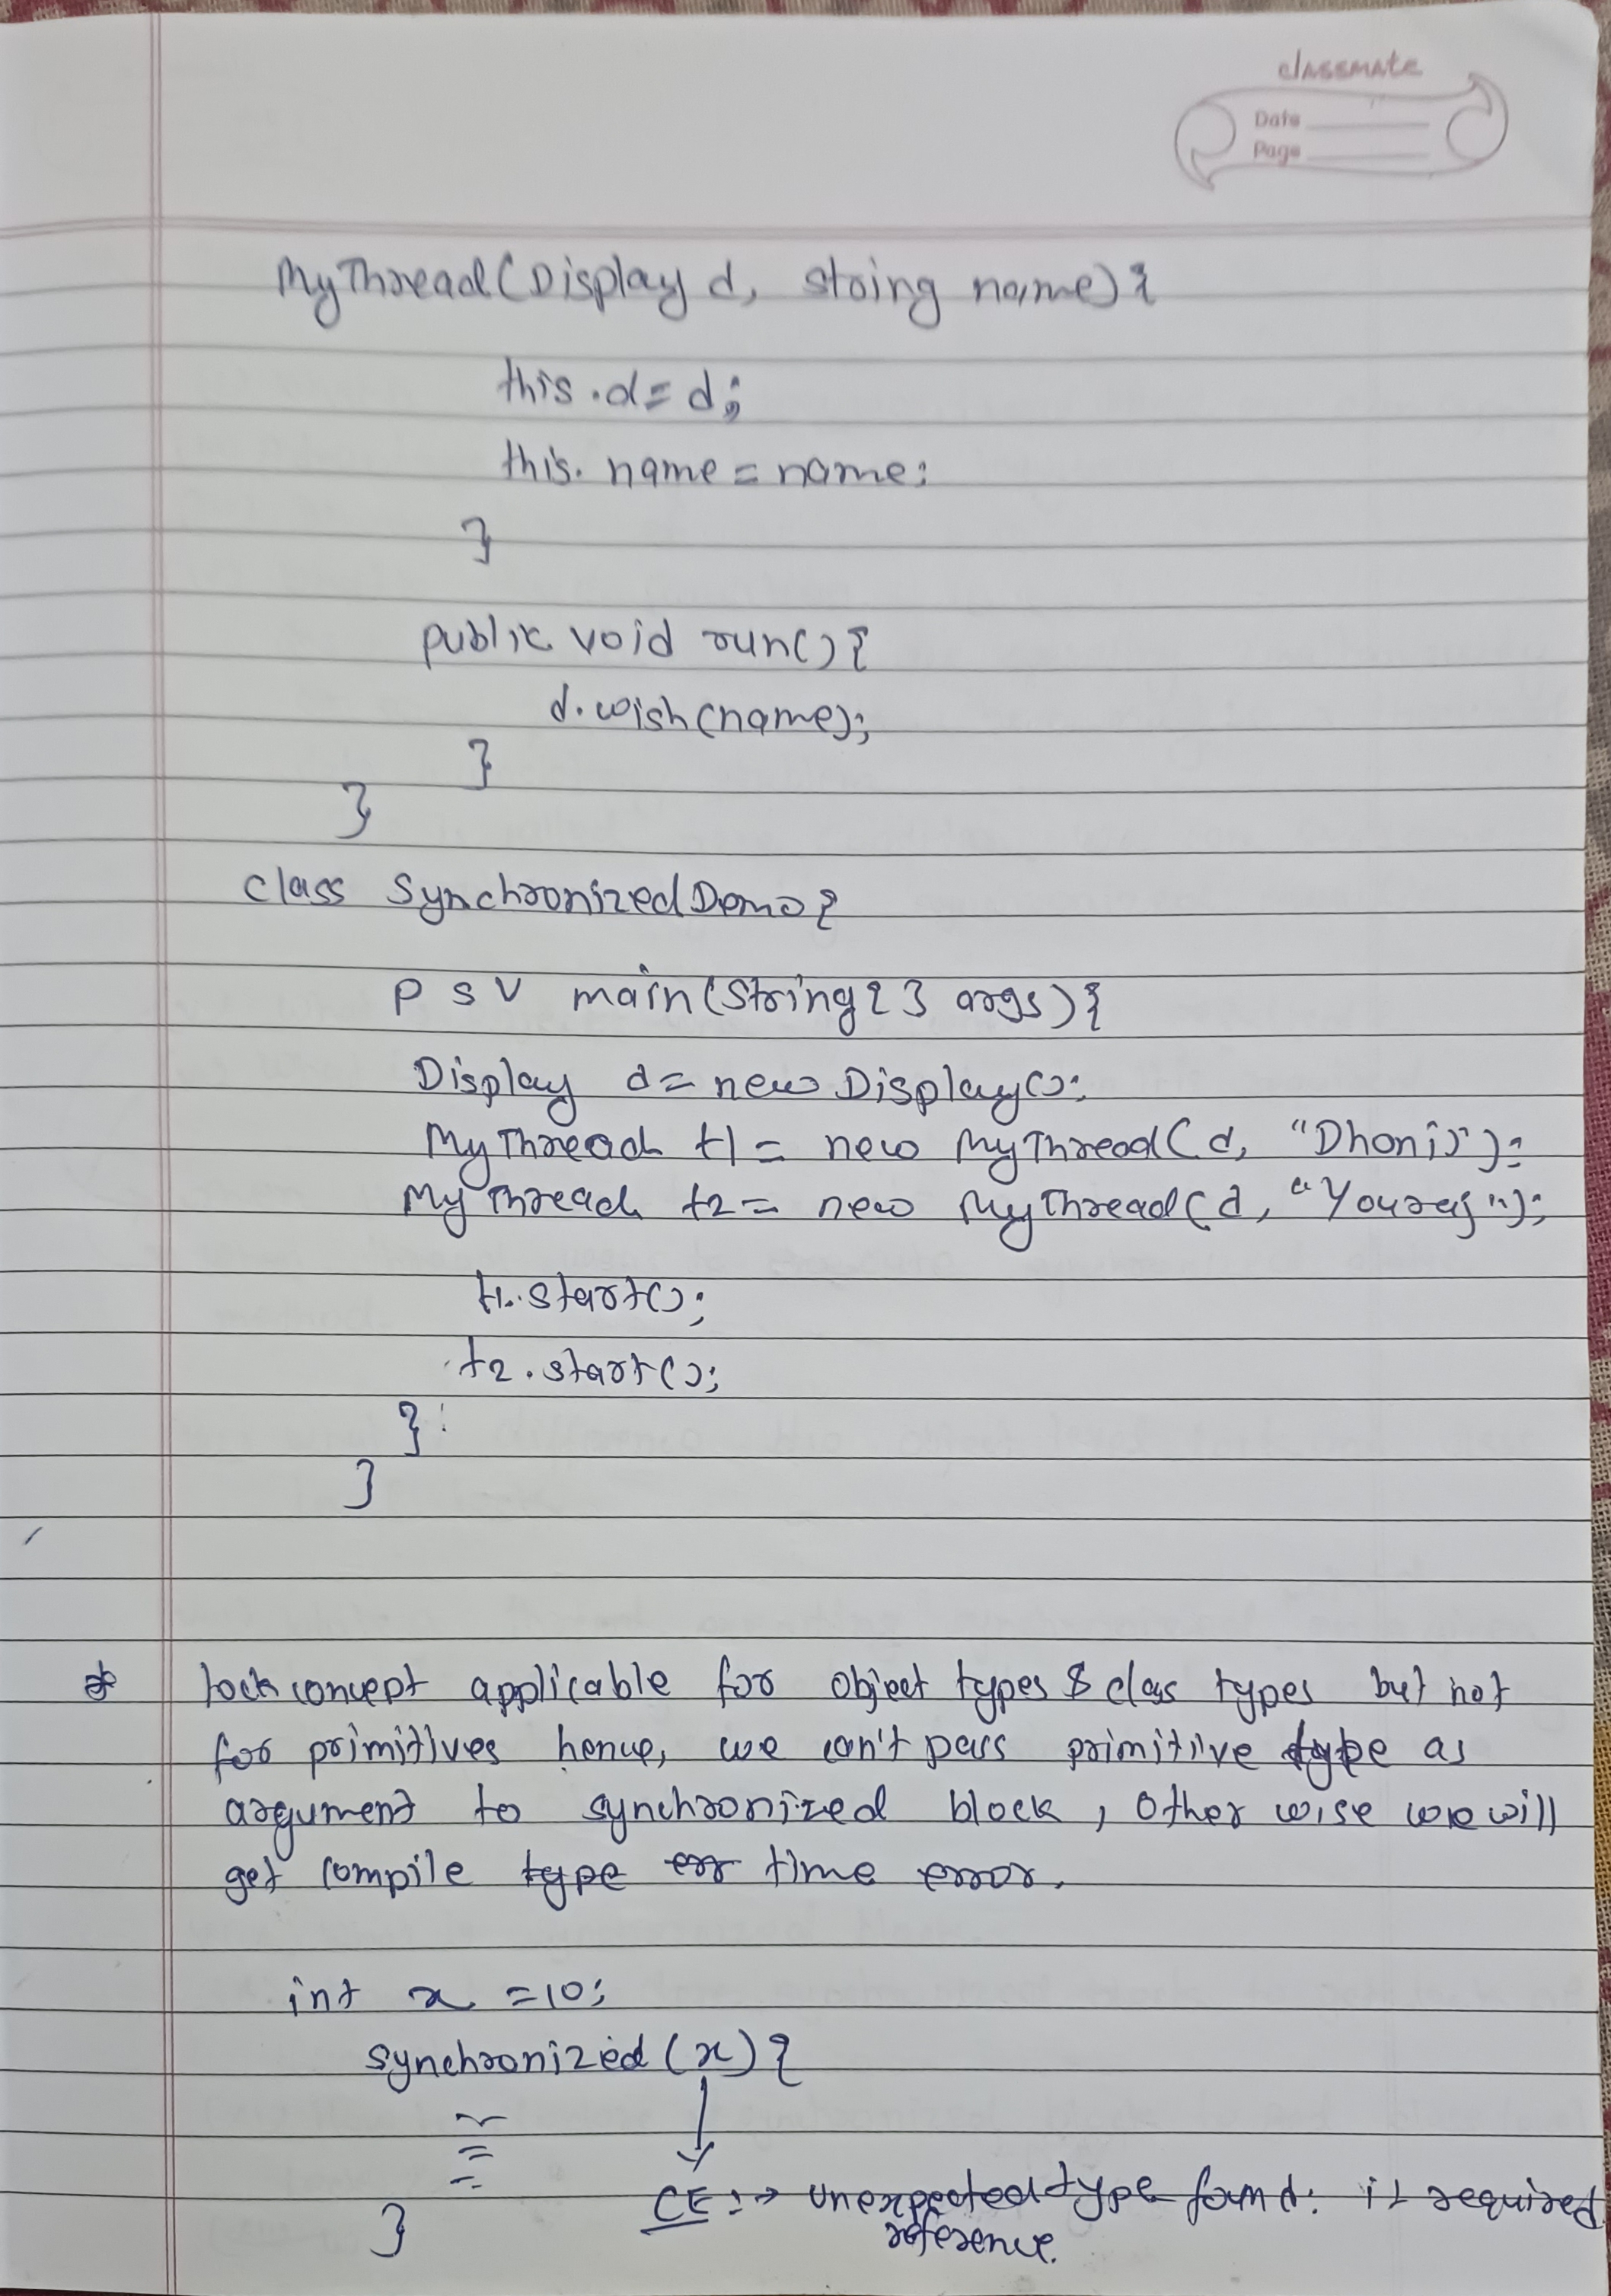 classmate
Date
Page
MyThread(Display d, string name){
this.d= d;
this.name = name;
}
public void run(){
d.wish(name);
}
}
class SynchronizedDemo{
P S V main(String[] args){
Display d= new Display();
MyThread t1 = new MyThread(d, "Dhoni");
MyThread t2 = new MyThread(d, "Youraj");
t1.start();
t2.start();
}
}
* lock concept applicable for object types & class types but not
for primitives hence, we can't pass primitive type as
argument to synchronized block, Other wise we will
get compile type err time error.
int x =10;
synchronized (x){
CE:→ unexpected type found: it required
reference.
}